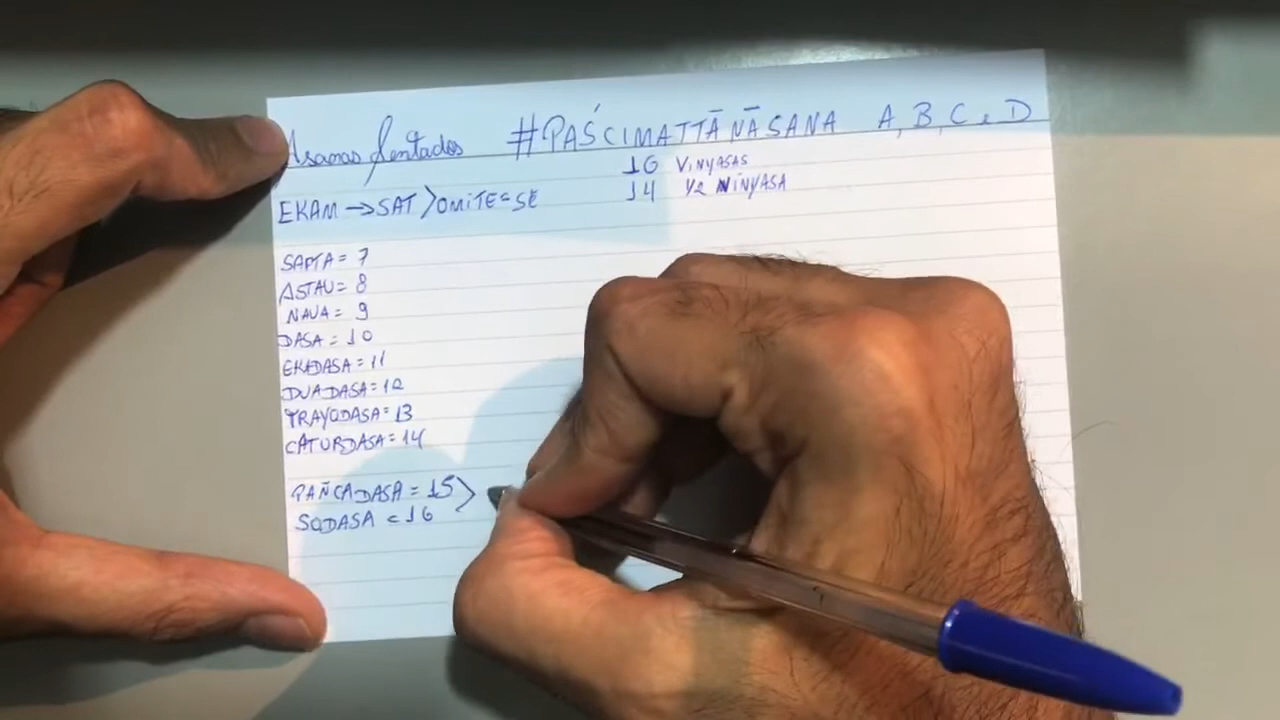 Asanas Sentados #PAŚCIMATTĀNĀSANA A, B, C e D
16 VINYASAS
14 1/2 VINYASA
EKAM → SAT > OMITE-SE
SAPTA = 7
ASTAU = 8
NAVA = 9
DASA = 10
EKADASA = 11
DUADASA = 12
TRAYODASA = 13
CATURDASA = 14
PAÑCADASA = 15 >
SODASA = 16